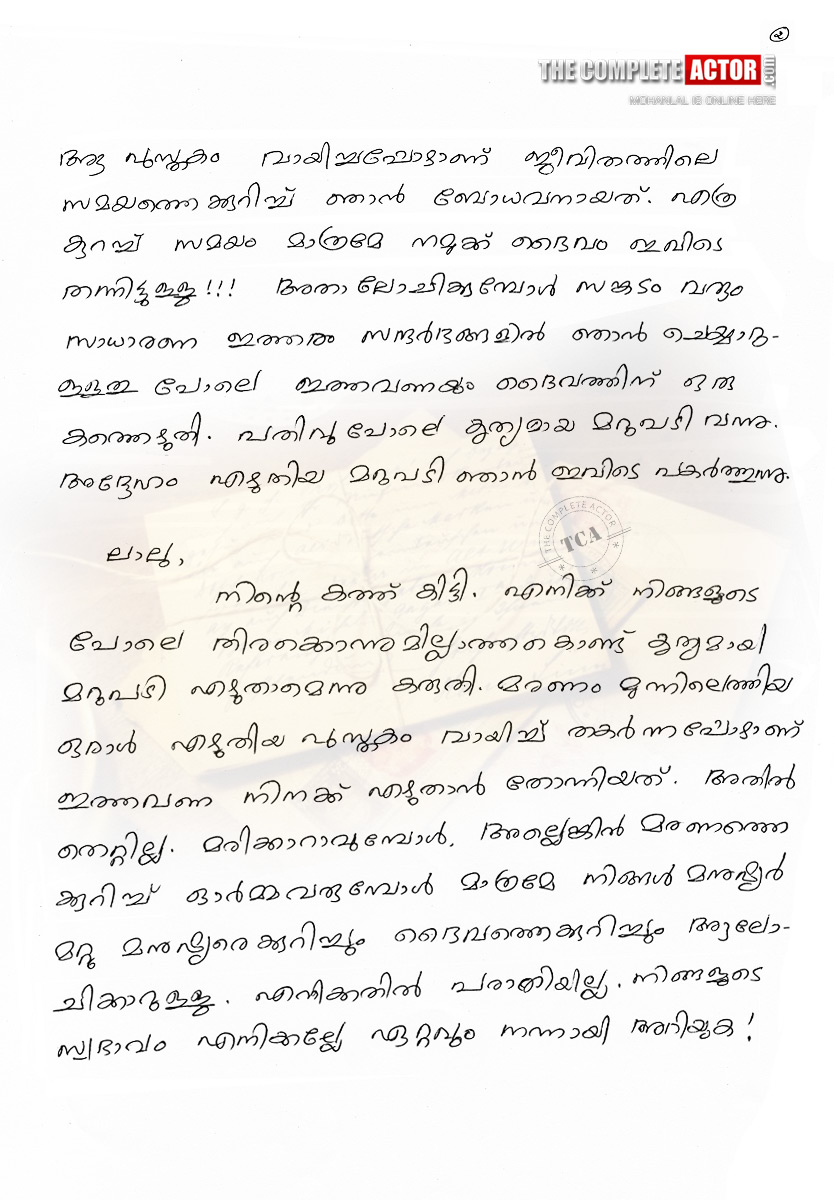 ൨
THE COMPLETE ACTOR .com
MOHANLAL IS ONLINE HERE
ആ പുസ്തകം വായിച്ചപ്പോഴാണ് ജീവിതത്തിലെ
സമയത്തെക്കുറിച്ച് ഞാൻ ബോധവനായത്. എത്ര
കുറച്ച് സമയം മാത്രമേ നമുക്ക് ദൈവം ഇവിടെ
തന്നിട്ടുള്ളു!!! അതാലോചിക്കുമ്പോൾ സങ്കടം വരും
സാധാരണ ഇത്തരം സന്ദർഭങ്ങളിൽ ഞാൻ ചെയ്യാറു-
ള്ളതു പോലെ ഇത്തവണയും ദൈവത്തിന് ഒരു
കത്തെഴുതി. പതിവുപോലെ കൃത്യമായ മറുപടി വന്നു.
അദ്ദേഹം എഴുതിയ മറുപടി ഞാൻ ഇവിടെ പകർത്തുന്നു.
THE COMPLETE ACTOR
TCA
ലാലു,
നിന്റെ കത്ത് കിട്ടി. എനിക്ക് നിങ്ങളുടെ
പോലെ തിരക്കൊന്നുമില്ലാത്തകൊണ്ട് കൃത്യമായി
മറുപടി എഴുതാമെന്നു കരുതി. മരണം മുന്നിലെത്തിയ
ഒരാൾ എഴുതിയ പുസ്തകം വായിച്ച് തകർന്നപ്പോഴാണ്
ഇത്തവണ നിനക്ക് എഴുതാൻ തോന്നിയത്. അതിൽ
തെറ്റില്ല. മരിക്കാറാവുമ്പോൾ, അല്ലെങ്കിൽ മരണത്തെ
ക്കുറിച്ച് ഓർമ്മവരുമ്പോൾ മാത്രമേ നിങ്ങൾ മനുഷ്യർ
മറ്റു മനുഷ്യരെക്കുറിച്ചും ദൈവത്തെക്കുറിച്ചും ആലോ-
ചിക്കാറുള്ളു. എനിക്കതിൽ പരാതിയില്ല. നിങ്ങളുടെ
സ്വഭാവം എനിക്കല്ലേ ഏറ്റവും നന്നായി അറിയുക!